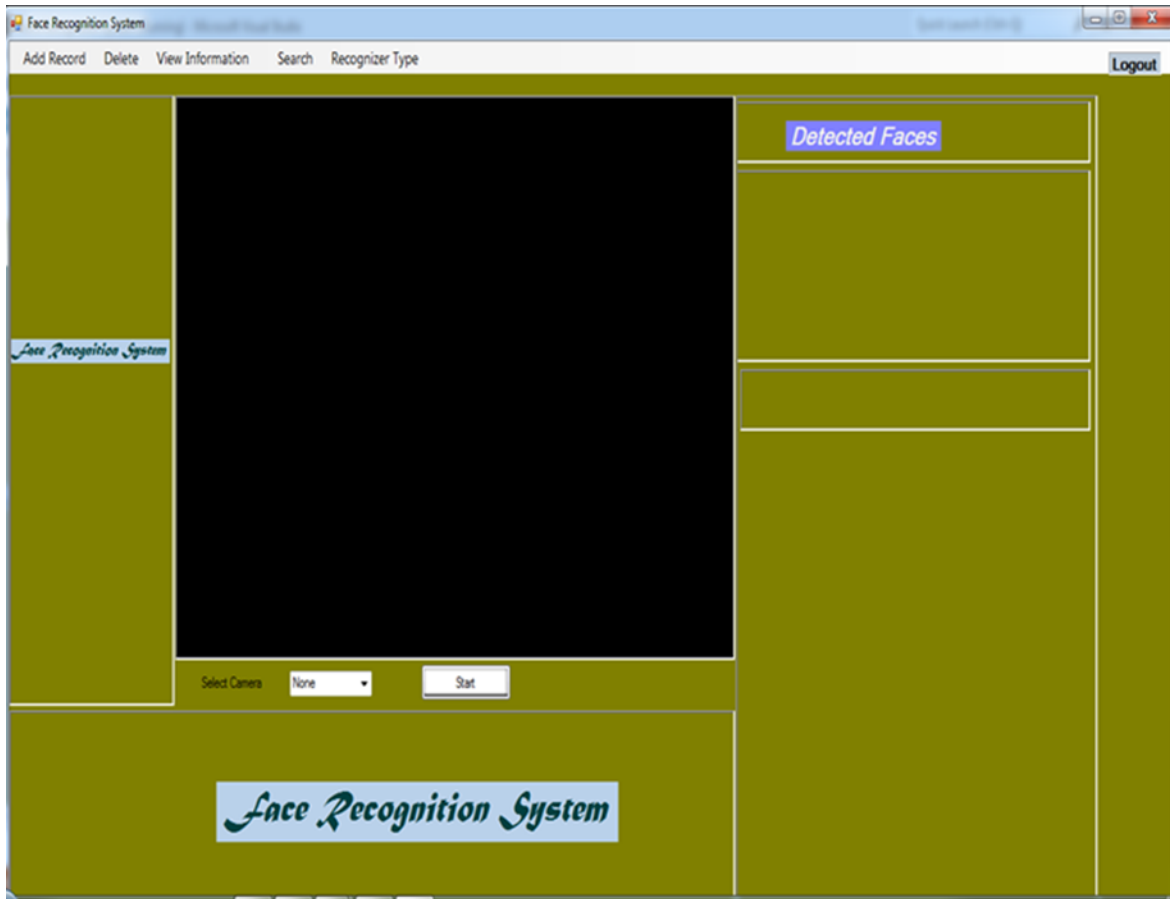 Face Recognition System
Add Record Delete View Information Search Recognizer Type
Logout
Detected Faces
Face Recognition System
Select Camera None Start
Face Recognition System